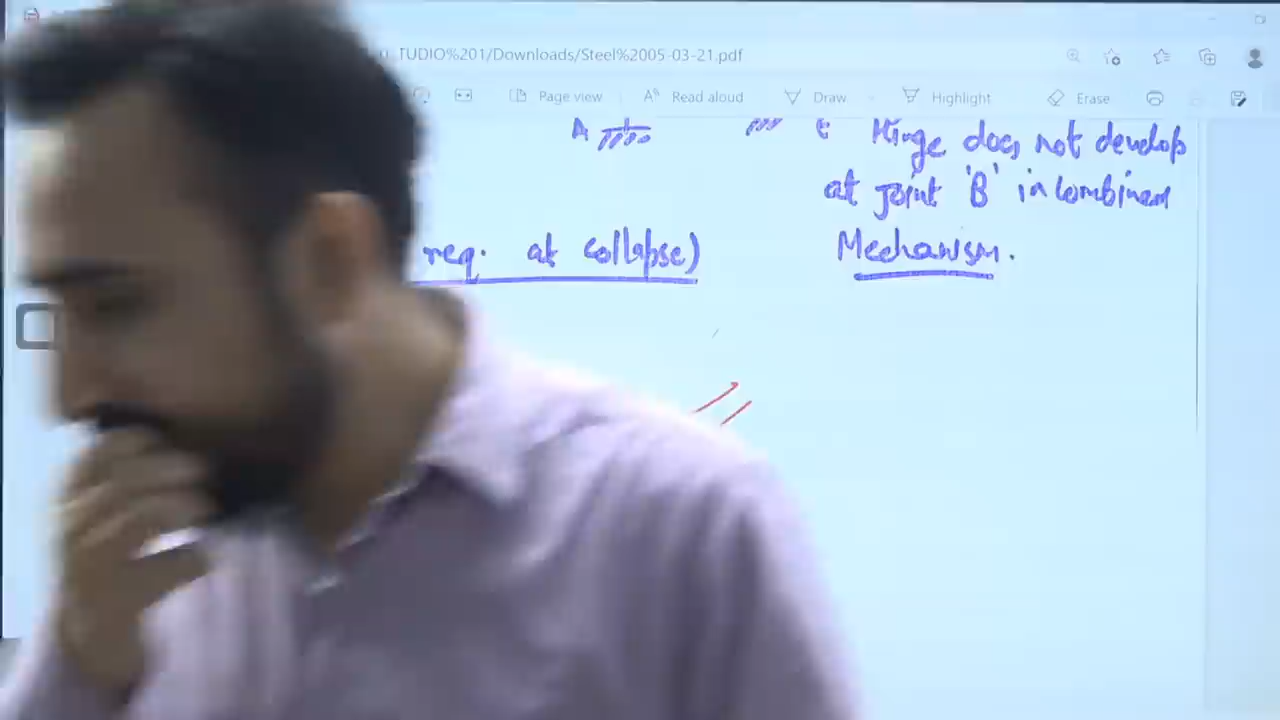 TUDIO%201/Downloads/Steel%2005-03-21.pdf
Page view
Read aloud
Draw
Highlight
Erase
A
Hinge does not develop
at joint 'B' in combined
req. at collapse)
Mechanism.